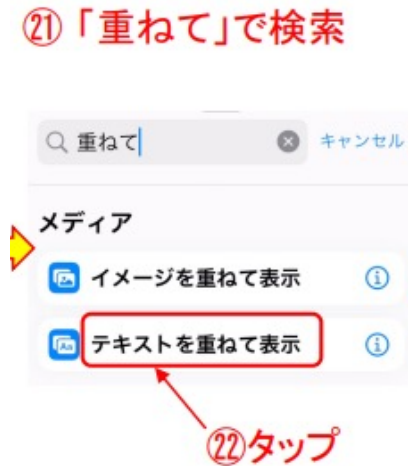 ㉑「重ねて」で検索
重ねて キャンセル
メディア
イメージを重ねて表示
Aa テキストを重ねて表示
㉒タップ